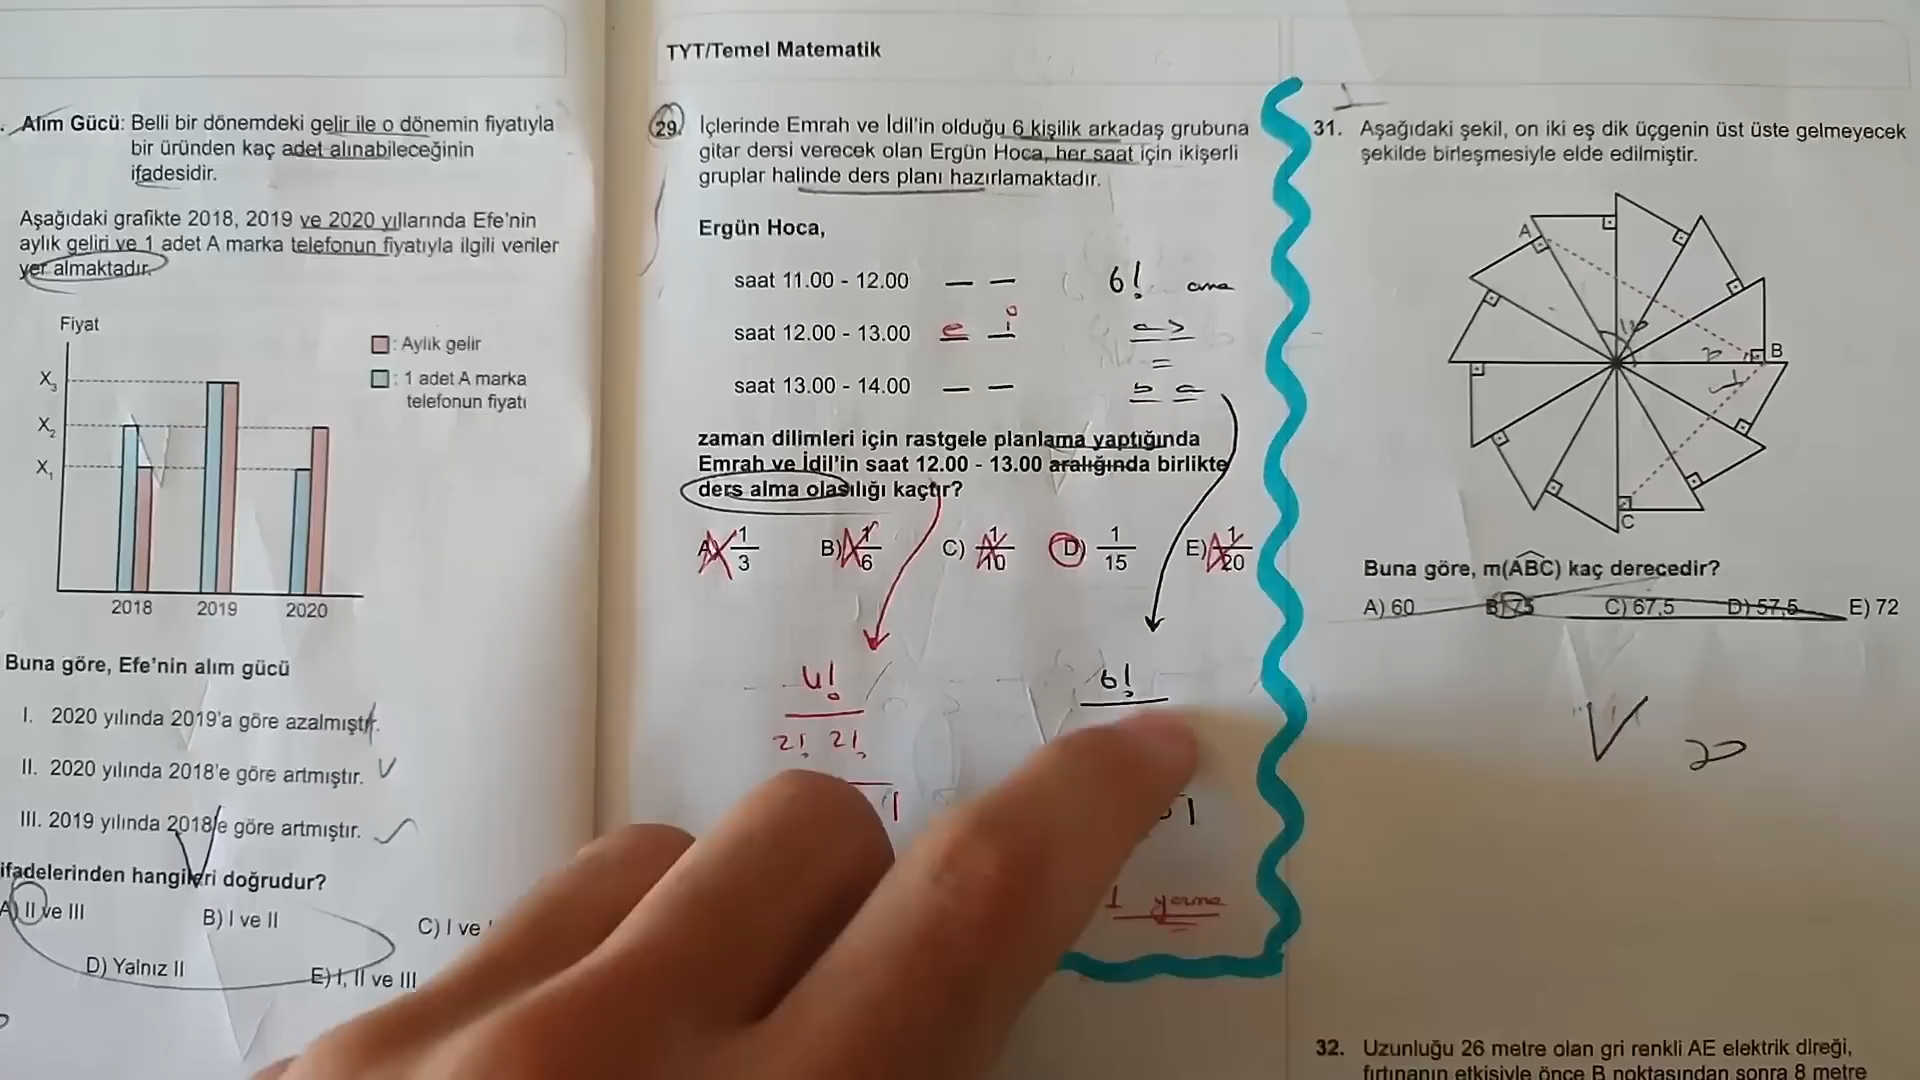 Alım Gücü: Belli bir dönemdeki gelir ile o dönemin fiyatıyla
bir üründen kaç adet alınabileceğinin
ifadesidir.
Aşağıdaki grafikte 2018, 2019 ve 2020 yıllarında Efe'nin
aylık geliri ve 1 adet A marka telefonun fiyatıyla ilgili veriler
yer almaktadır.
Fiyat
: Aylık gelir
: 1 adet A marka
telefonun fiyatı
X3
X2
X1
2018 2019 2020
Buna göre, Efe'nin alım gücü
I. 2020 yılında 2019'a göre azalmıştır.
II. 2020 yılında 2018'e göre artmıştır.
III. 2019 yılında 2018'e göre artmıştır.
ifadelerinden hangileri doğrudur?
A) II ve III B) I ve II C) I ve
D) Yalnız II E) I, II ve III
TYT/Temel Matematik
29. İçlerinde Emrah ve İdil'in olduğu 6 kişilik arkadaş grubuna
gitar dersi verecek olan Ergün Hoca, her saat için ikişerli
gruplar halinde ders planı hazırlamaktadır.
Ergün Hoca,
saat 11.00 - 12.00 6!
saat 12.00 - 13.00 e i
saat 13.00 - 14.00
zaman dilimleri için rastgele planlama yaptığında
Emrah ve İdil'in saat 12.00 - 13.00 aralığında birlikte
ders alma olasılığı kaçtır?
A) 1/3 B) 1/6 C) 1/10 D) 1/15 E) 1/20
4! 6!
2! 2!
1
31. Aşağıdaki şekil, on iki eş dik üçgenin üst üste gelmeyecek
şekilde birleşmesiyle elde edilmiştir.
A
B
C
Buna göre, m(ABC) kaç derecedir?
A) 60 B) 75 C) 67,5 D) 57,5 E) 72
32. Uzunluğu 26 metre olan gri renkli AE elektrik direği,
fırtınanın etkisiyle önce B noktasından sonra 8 metre